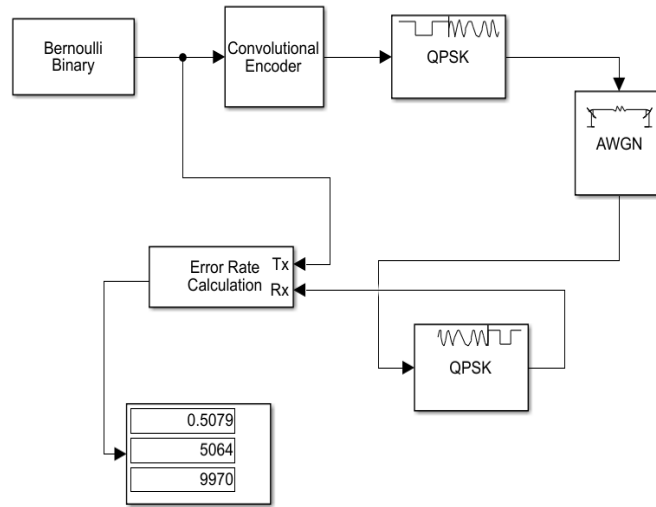 Bernoulli
Binary
Convolutional
Encoder
QPSK
AWGN
Error Rate
Calculation
Tx
Rx
QPSK
0.5079
5064
9970